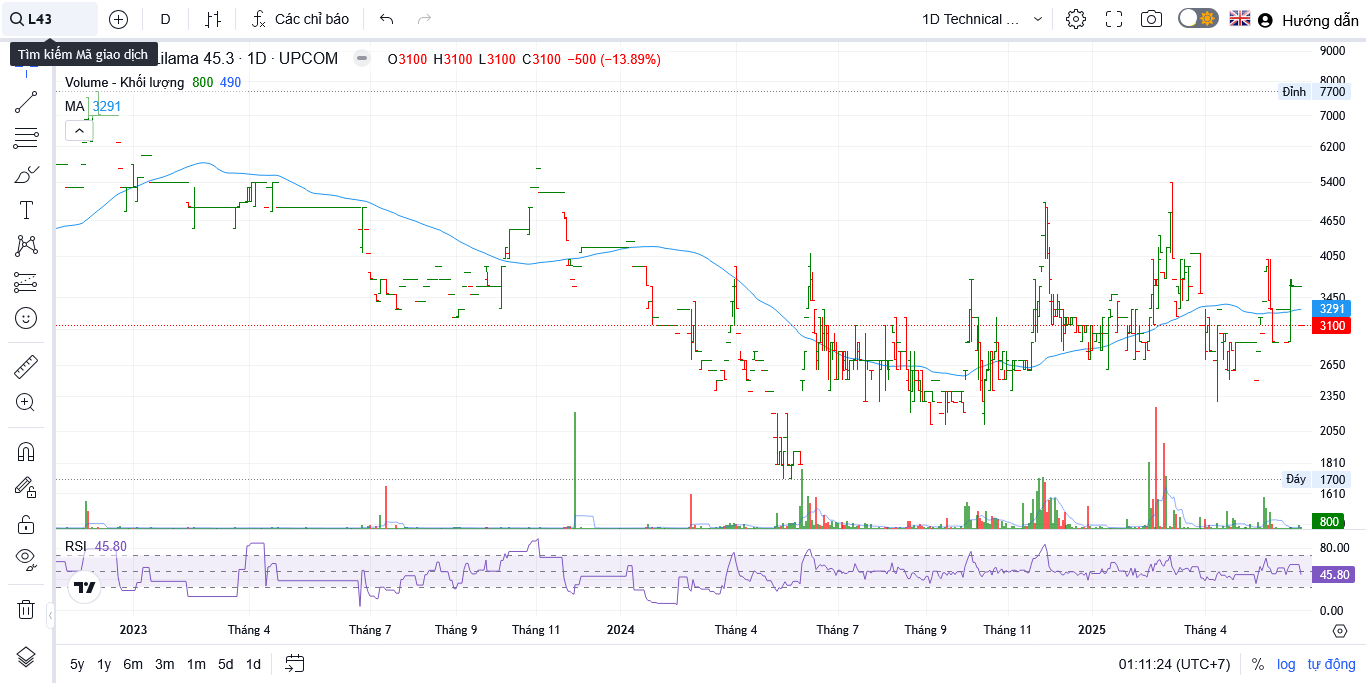 L43
D
Các chỉ báo
1D Technical ...
Hướng dẫn
Tìm kiếm Mã giao dịch
Lilama 45.3 · 1D · UPCOM
O3100 H3100 L3100 C3100 −500 (−13.89%)
Volume - Khối lượng 800 490
MA 3291
9000
8000
Đỉnh 7700
7000
6200
5400
4650
4050
3450
3291
3100
2650
2350
2050
1810
Đáy 1700
1610
800
RSI 45.80
80.00
45.80
0.00
2023
Tháng 4
Tháng 7
Tháng 9
Tháng 11
2024
Tháng 4
Tháng 7
Tháng 9
Tháng 11
2025
Tháng 4
5y 1y 6m 3m 1m 5d 1d
01:11:24 (UTC+7)
% log tự động